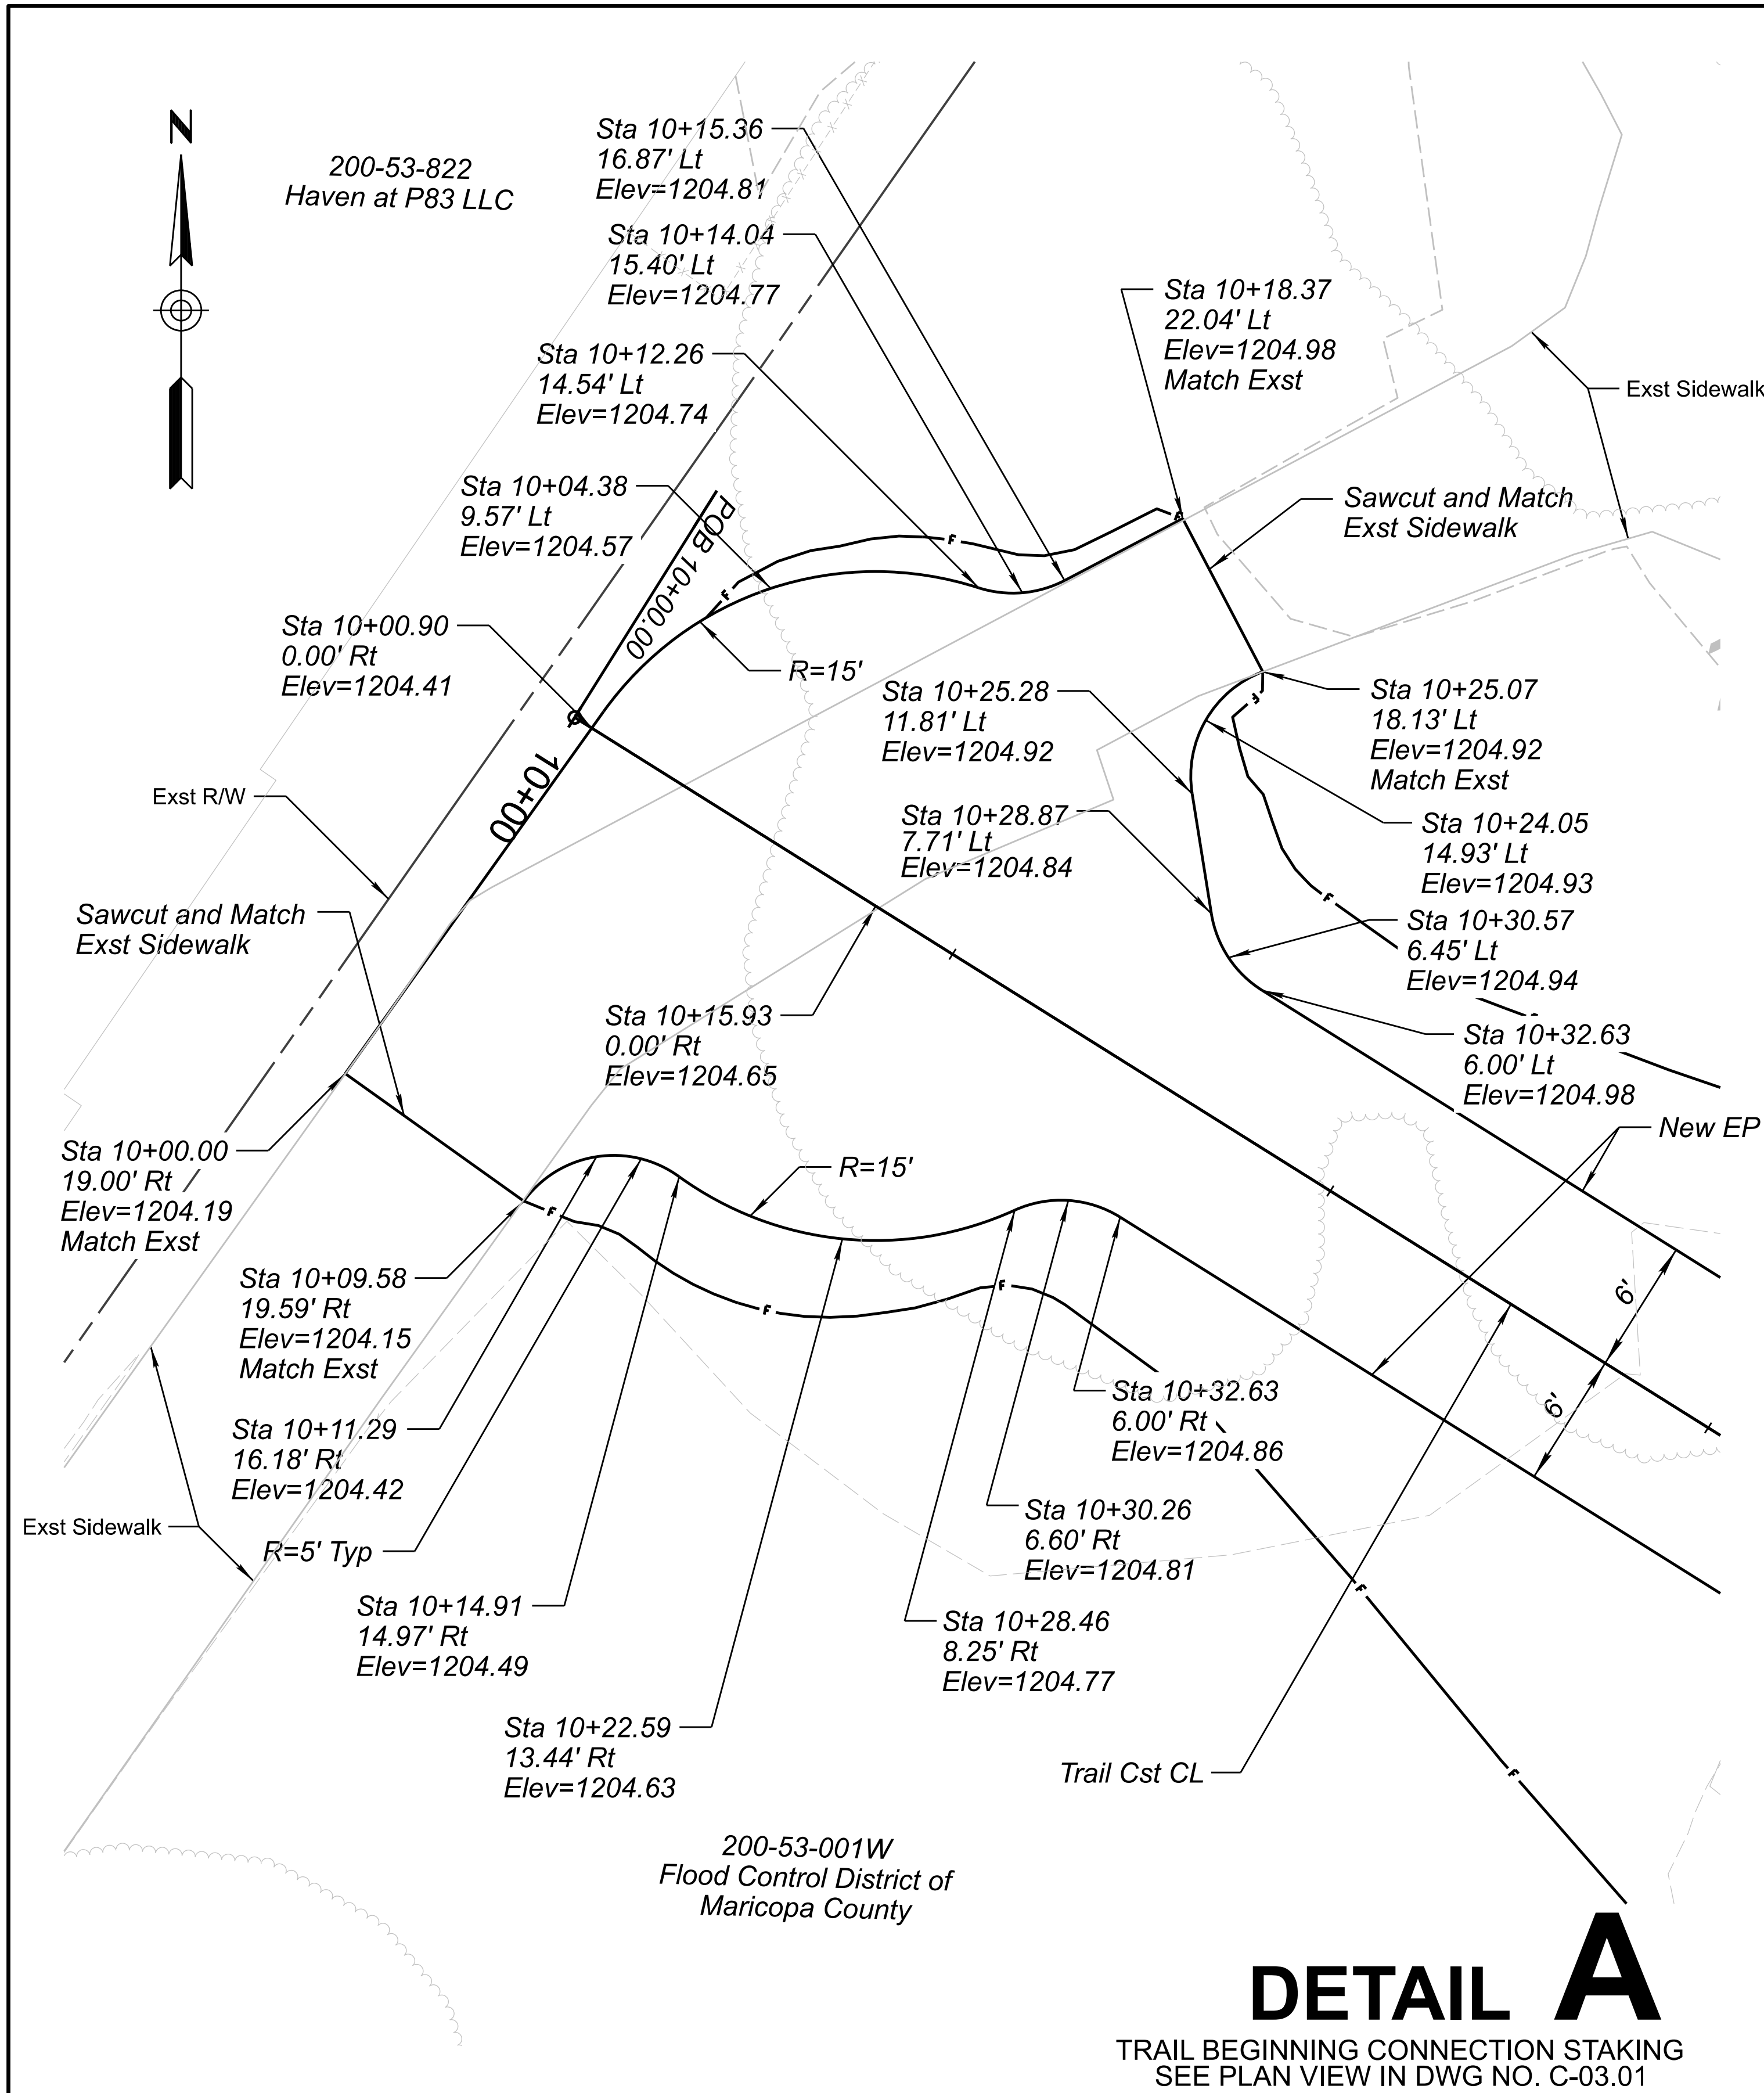 N
200-53-822
Haven at P83 LLC
Sta 10+15.36
16.87' Lt
Elev=1204.81
Sta 10+14.04
15.40' Lt
Elev=1204.77
Sta 10+12.26
14.54' Lt
Elev=1204.74
Sta 10+04.38
9.57' Lt
Elev=1204.57
Sta 10+00.90
0.00' Rt
Elev=1204.41
POB 10+00.00
10+00
Sta 10+18.37
22.04' Lt
Elev=1204.98
Match Exst
Exst Sidewalk
Sawcut and Match
Exst Sidewalk
R=15'
Sta 10+25.28
11.81' Lt
Elev=1204.92
Sta 10+25.07
18.13' Lt
Elev=1204.92
Match Exst
Sta 10+28.87
7.71' Lt
Elev=1204.84
Sta 10+24.05
14.93' Lt
Elev=1204.93
Sta 10+30.57
6.45' Lt
Elev=1204.94
Sta 10+32.63
6.00' Lt
Elev=1204.98
New EP
Exst R/W
Sawcut and Match
Exst Sidewalk
Sta 10+15.93
0.00' Rt
Elev=1204.65
Sta 10+00.00
19.00' Rt
Elev=1204.19
Match Exst
R=15'
Sta 10+09.58
19.59' Rt
Elev=1204.15
Match Exst
Sta 10+11.29
16.18' Rt
Elev=1204.42
Exst Sidewalk
R=5' Typ
Sta 10+14.91
14.97' Rt
Elev=1204.49
Sta 10+22.59
13.44' Rt
Elev=1204.63
Sta 10+32.63
6.00' Rt
Elev=1204.86
Sta 10+30.26
6.60' Rt
Elev=1204.81
Sta 10+28.46
8.25' Rt
Elev=1204.77
6'
6'
Trail Cst CL
F
F
F
F
F
F
F
F
F
F
F
200-53-001W
Flood Control District of
Maricopa County
DETAIL A
TRAIL BEGINNING CONNECTION STAKING
SEE PLAN VIEW IN DWG NO. C-03.01